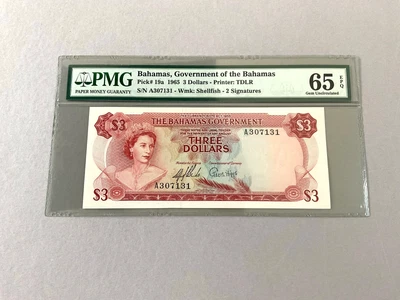 PMG
PAPER MONEY GUARANTY
Bahamas, Government of the Bahamas
Pick# 19a 1965 3 Dollars - Printer: TDLR
S/N A307131 - Wmk: Shellfish - 2 Signatures
65 EPQ
Gem Uncirculated
$3
THE BAHAMAS GOVERNMENT
$3
A307131
THREE
DOLLARS
A307131
$3
$3